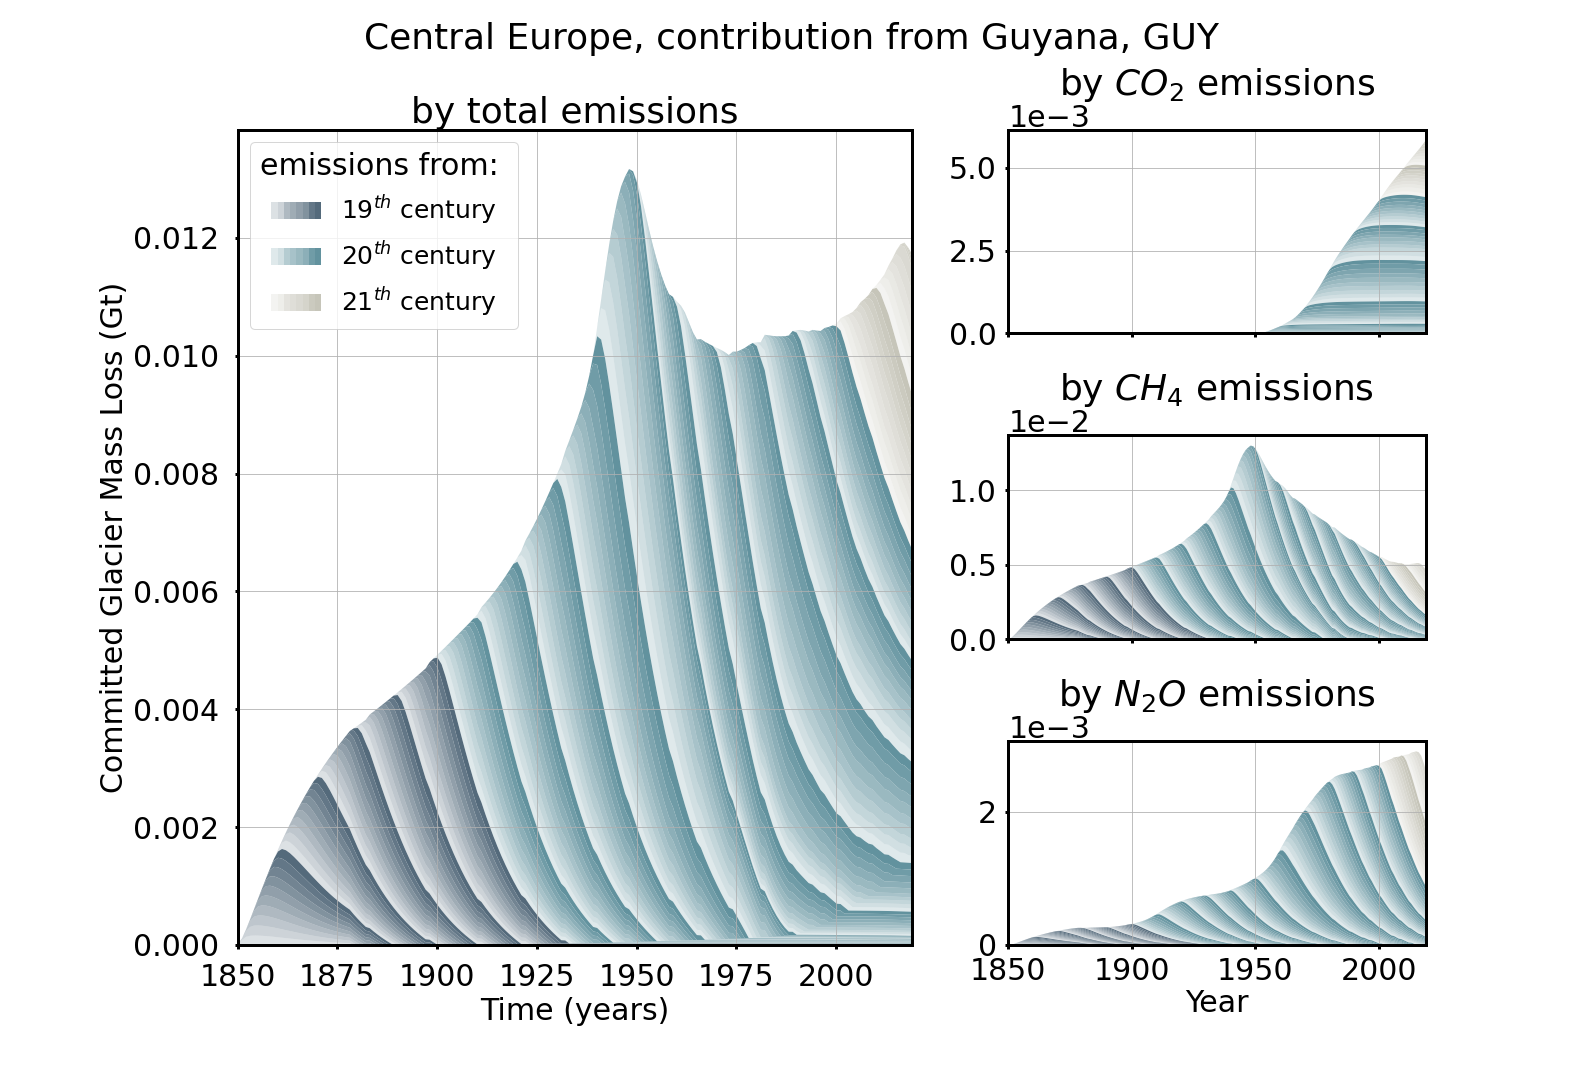 Central Europe, contribution from Guyana, GUY
by total emissions
emissions from:
19th century
20th century
21th century
Committed Glacier Mass Loss (Gt)
0.012
0.010
0.008
0.006
0.004
0.002
0.000
1850 1875 1900 1925 1950 1975 2000
Time (years)
by CO2 emissions
1e−3
5.0
2.5
0.0
by CH4 emissions
1e−2
1.0
0.5
0.0
by N2O emissions
1e−3
2
0
1850 1900 1950 2000
Year